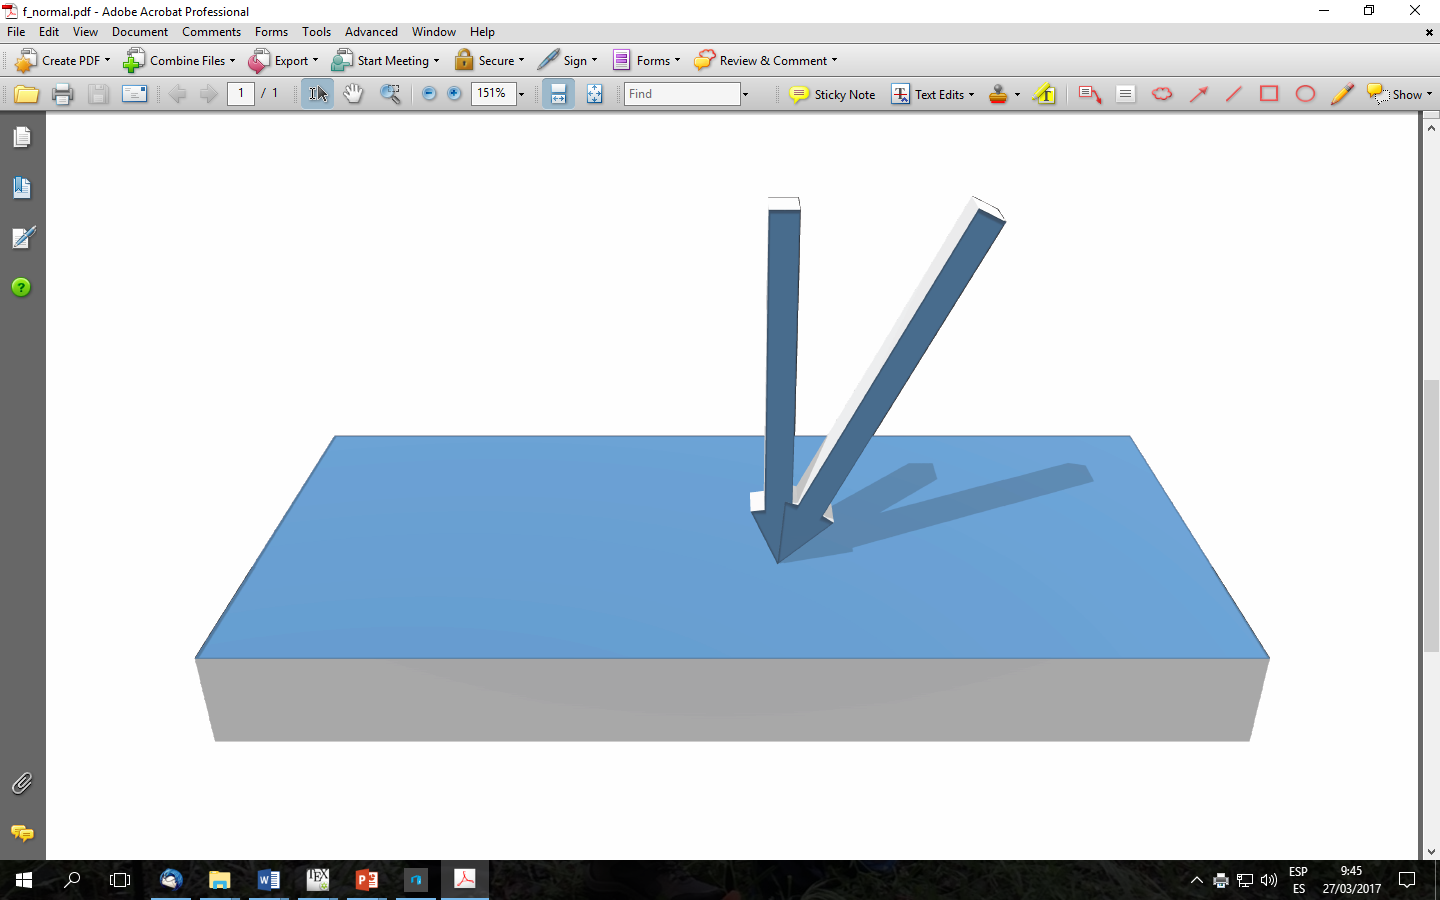 f_normal.pdf - Adobe Acrobat Professional
File Edit View Document Comments Forms Tools Advanced Window Help
Create PDF Combine Files Export Start Meeting Secure Sign Forms Review & Comment
1 / 1 151% Find Sticky Note Text Edits Show
ESP 9:45
ES 27/03/2017